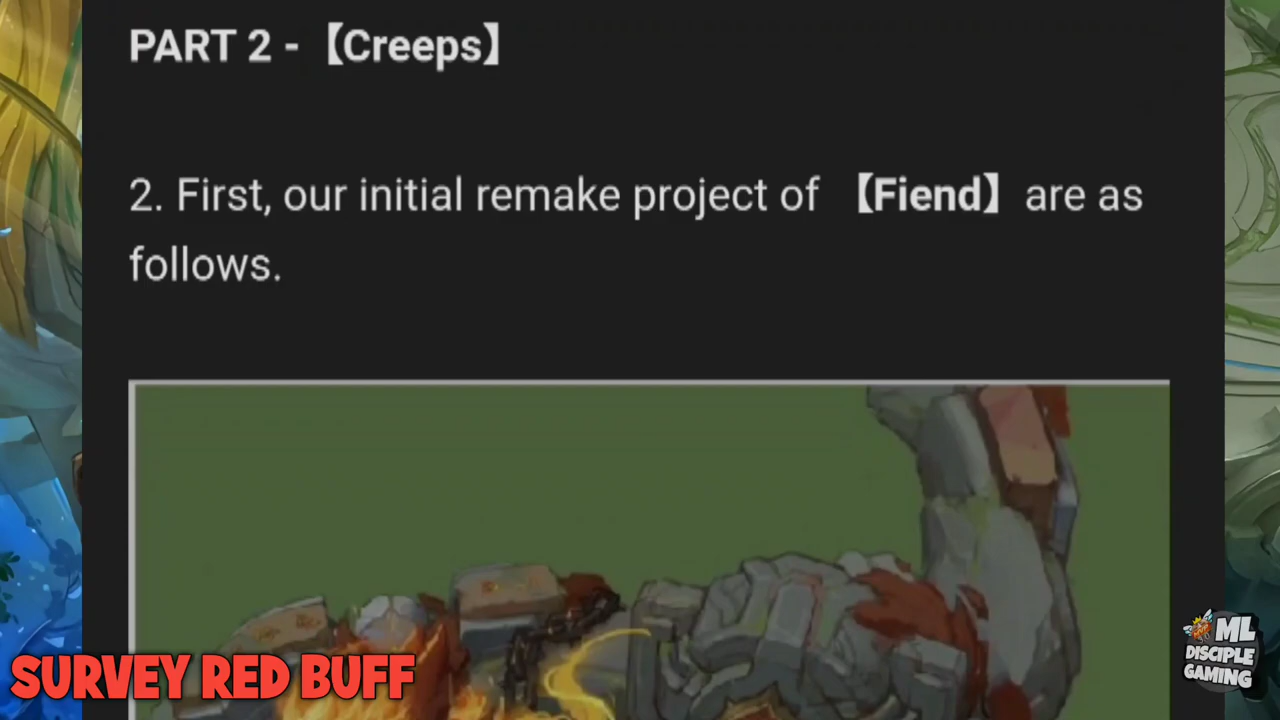 PART 2 - 【Creeps】
2. First, our initial remake project of 【Fiend】 are as
follows.
SURVEY RED BUFF
ML
DISCIPLE
GAMING